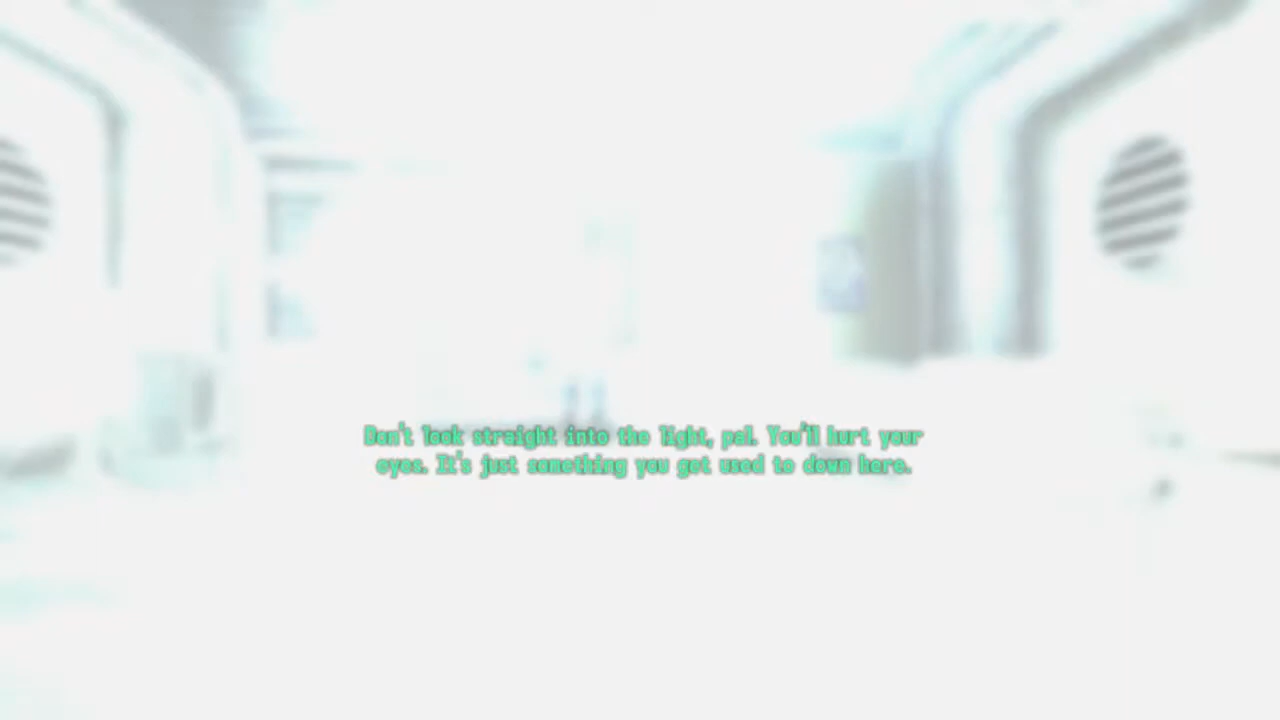 Don't look straight into the light, pal. You'll hurt your
eyes. It's just something you get used to down here.